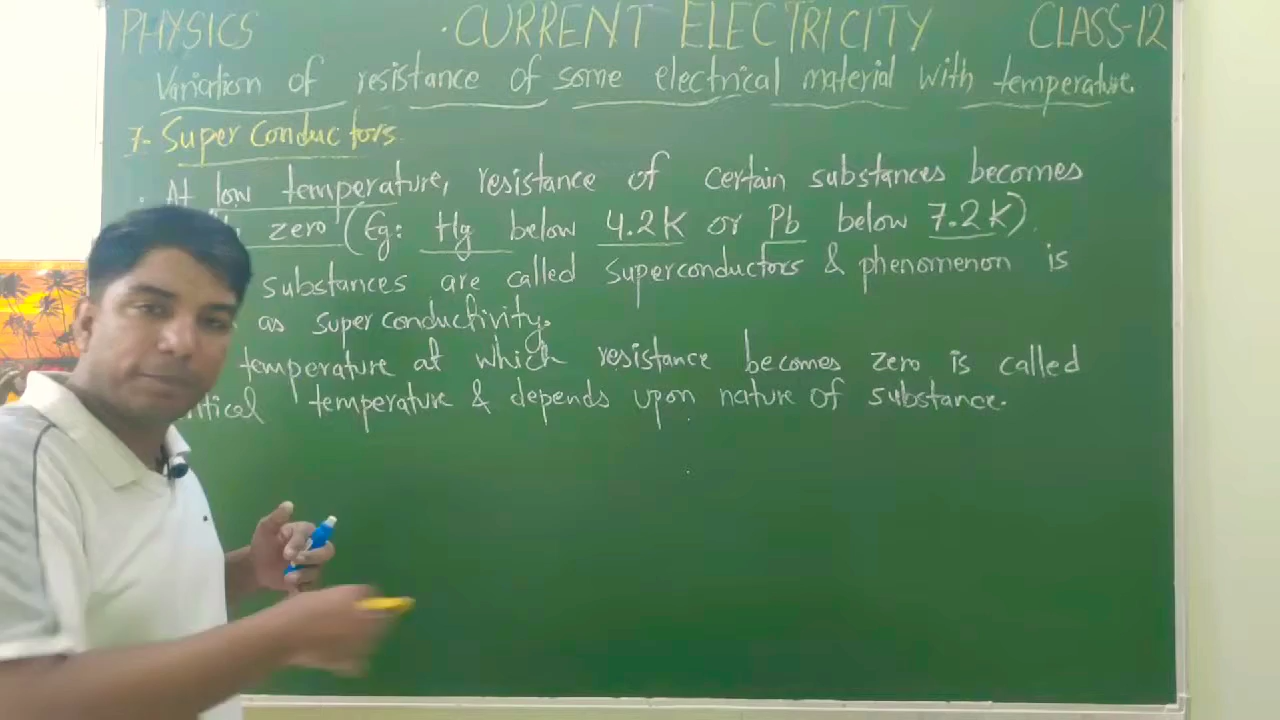 PHYSICS · CURRENT ELECTRICITY CLASS-12
Variation of resistance of some electrical material with temperature.
7- Super Conductors
· At low temperature, resistance of certain substances becomes
zero (Eg: Hg below 4.2K or Pb below 7.2K).
substances are called superconductors & phenomenon is
as superconductivity.
temperature at which resistance becomes zero is called
temperature & depends upon nature of substance.